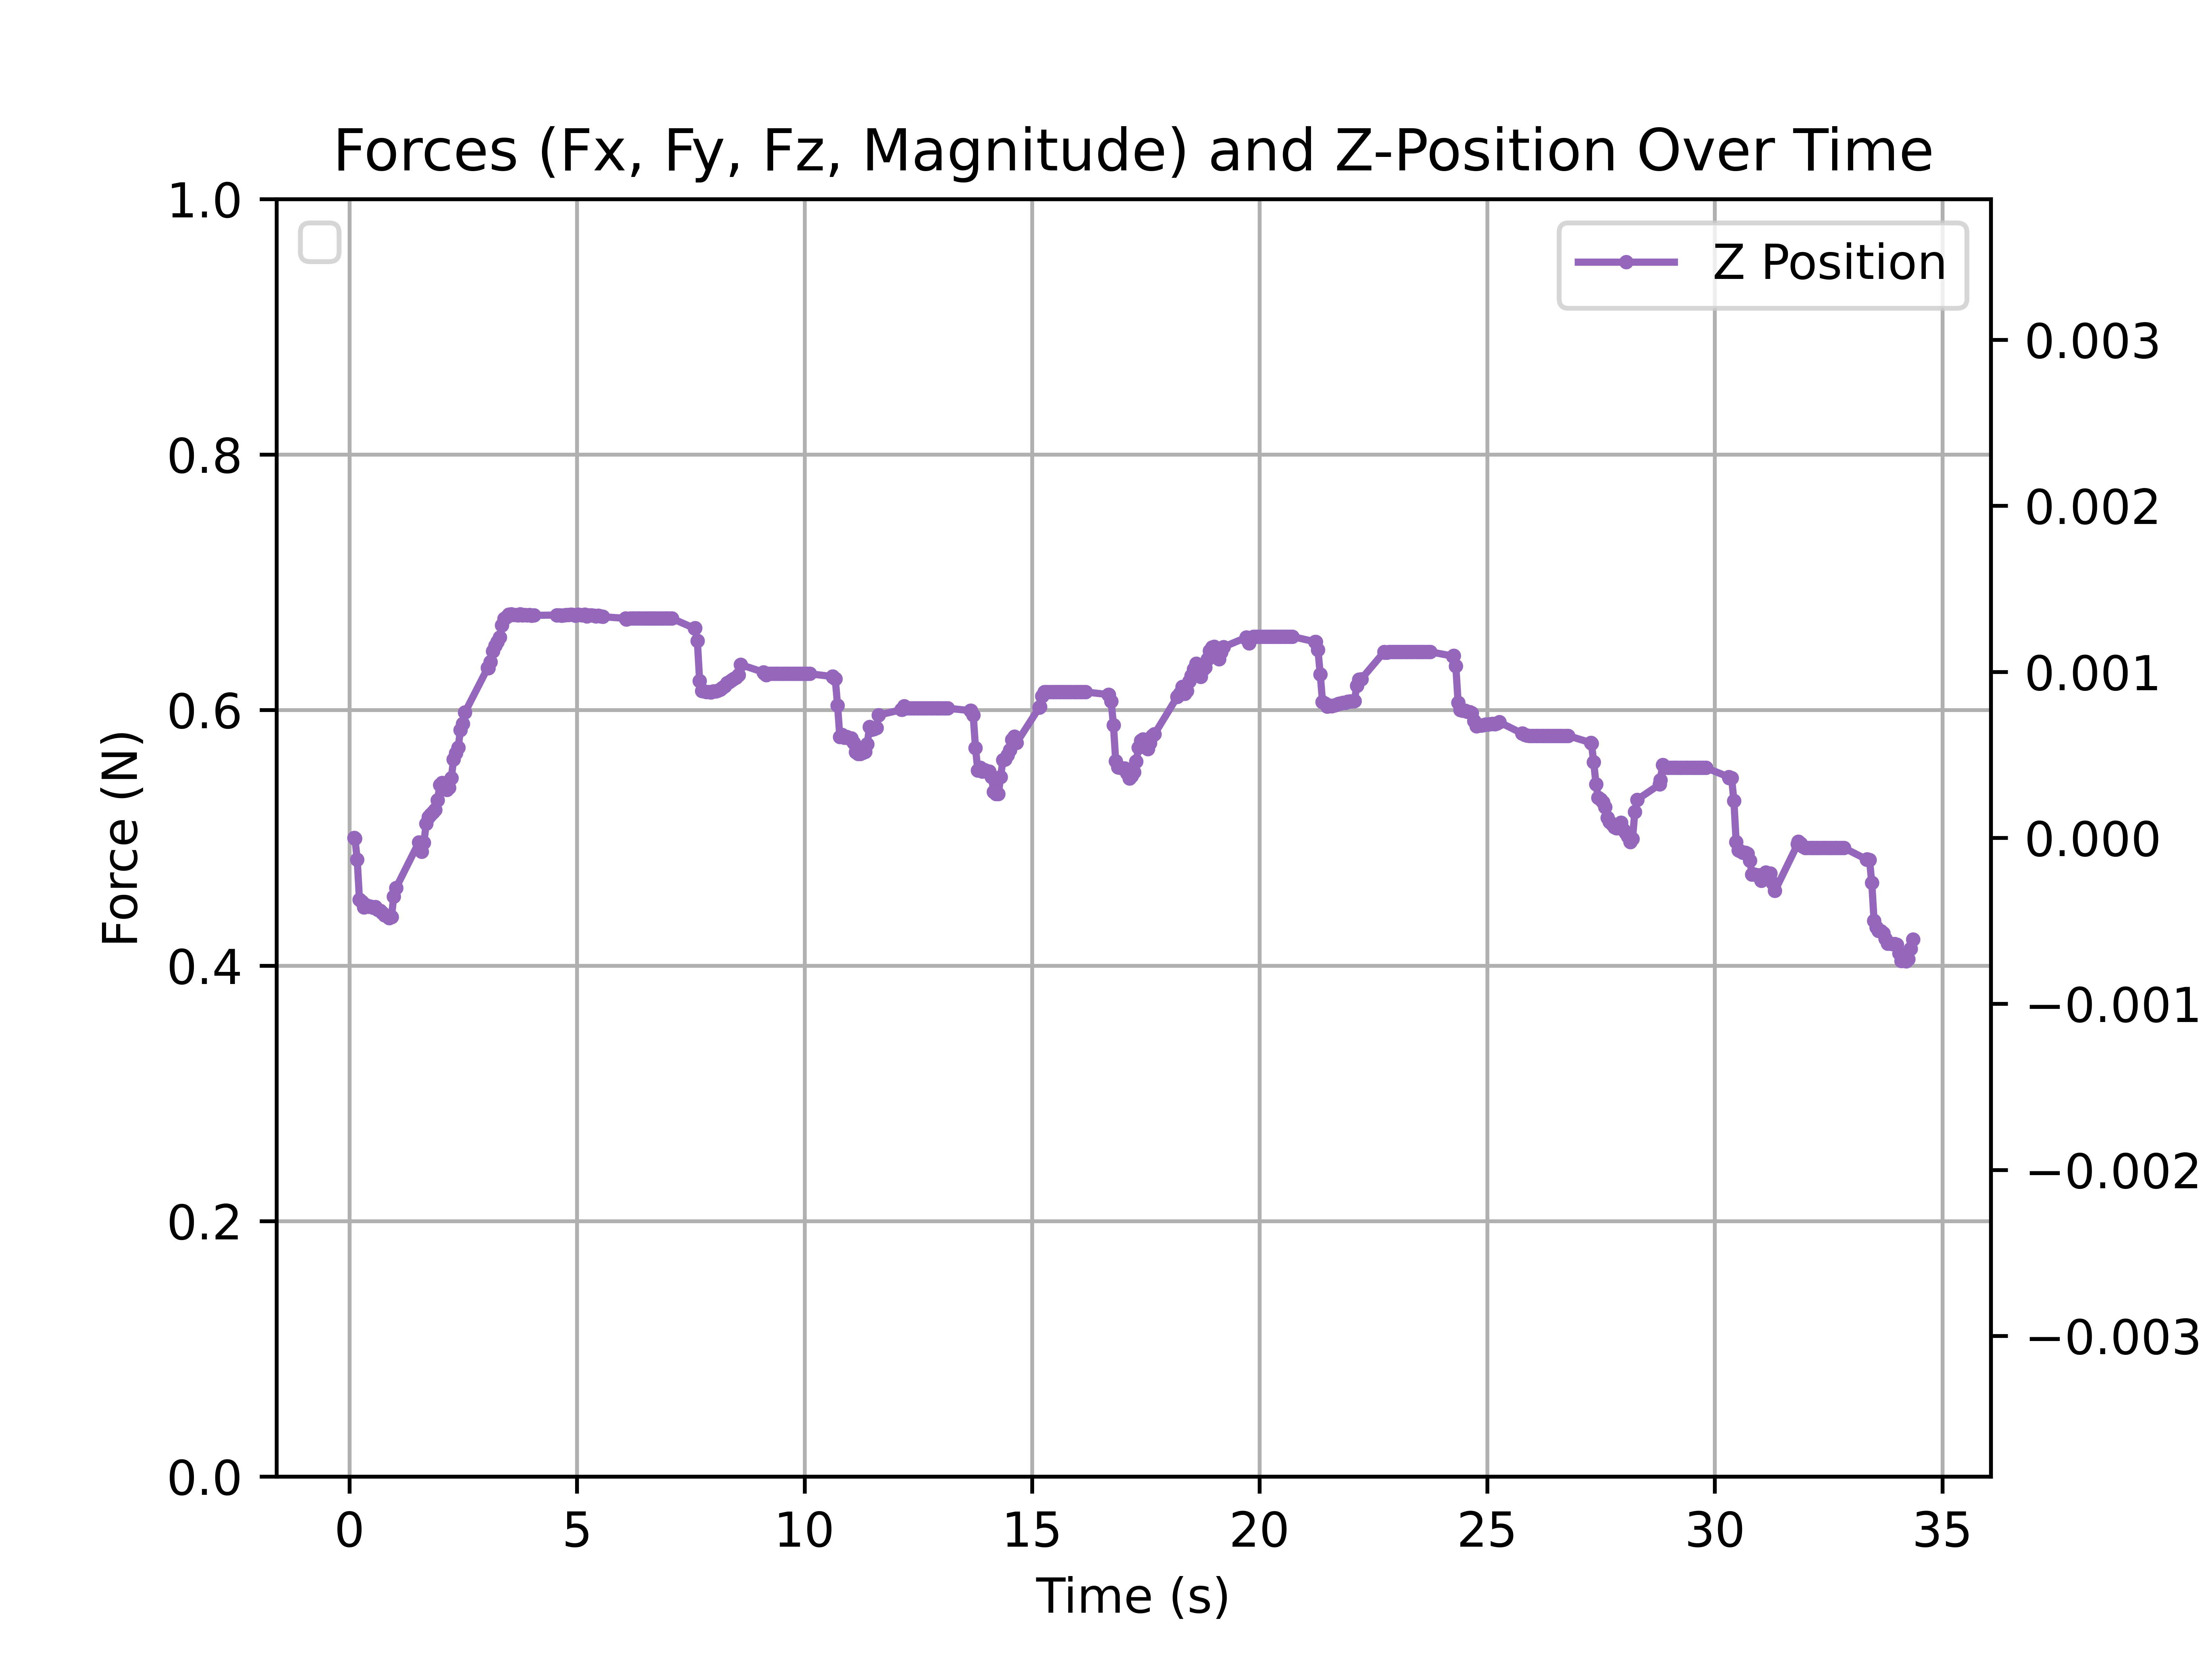 Forces (Fx, Fy, Fz, Magnitude) and Z-Position Over Time
Z Position
1.0
0.8
0.6
0.4
0.2
0.0
Force (N)
0.003
0.002
0.001
0.000
−0.001
−0.002
−0.003
0 5 10 15 20 25 30 35
Time (s)